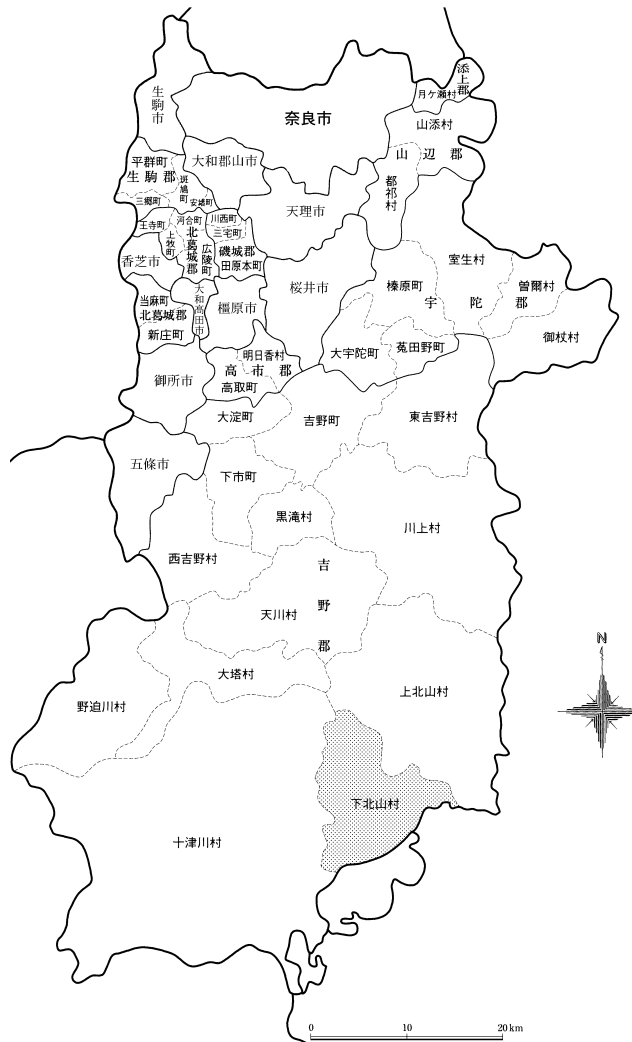 添上郡
月ケ瀬村
生駒市
奈良市
山添村
山辺郡
大和郡山市
平群町
生駒郡
斑鳩町
都祁村
三郷町
安堵町
天理市
王寺町
河合町
川西町
三宅町
上牧町
北葛城郡
広陵町
磯城郡
田原本町
香芝市
室生村
榛原町
曽爾村
宇陀郡
桜井市
当麻町
北葛城郡
大和高田市
橿原市
新庄町
御杖村
大宇陀町
菟田野町
明日香村
高市郡
高取町
御所市
大淀町
吉野町
東吉野村
五條市
下市町
黒滝村
川上村
西吉野村
吉野郡
天川村
大塔村
野迫川村
上北山村
下北山村
十津川村
N
0 10 20km